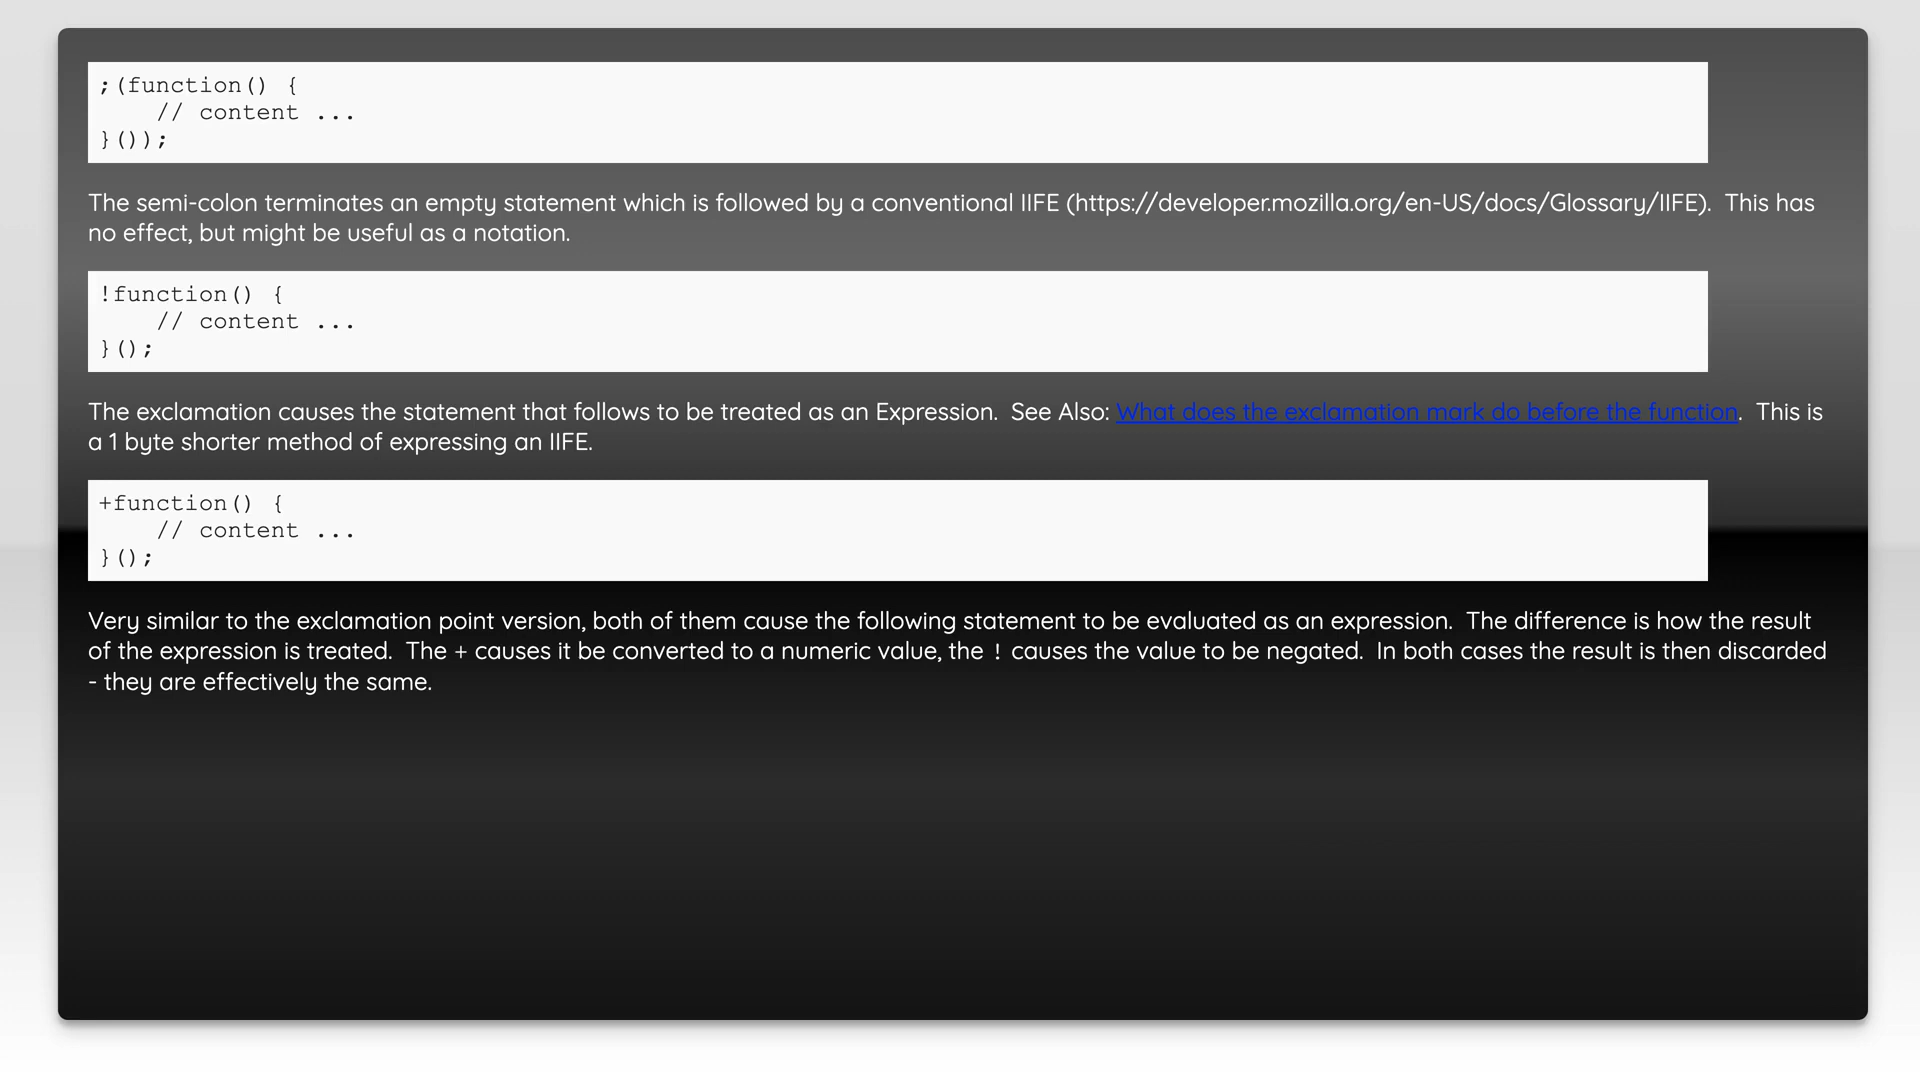 ;(function() {
    // content ...
}());
The semi-colon terminates an empty statement which is followed by a conventional IIFE (https://developer.mozilla.org/en-US/docs/Glossary/IIFE).  This has
no effect, but might be useful as a notation.
!function() {
    // content ...
}();
The exclamation causes the statement that follows to be treated as an Expression.  See Also: What does the exclamation mark do before the function.  This is
a 1 byte shorter method of expressing an IIFE.
+function() {
    // content ...
}();
Very similar to the exclamation point version, both of them cause the following statement to be evaluated as an expression.  The difference is how the result
of the expression is treated.  The + causes it be converted to a numeric value, the ! causes the value to be negated.  In both cases the result is then discarded
- they are effectively the same.